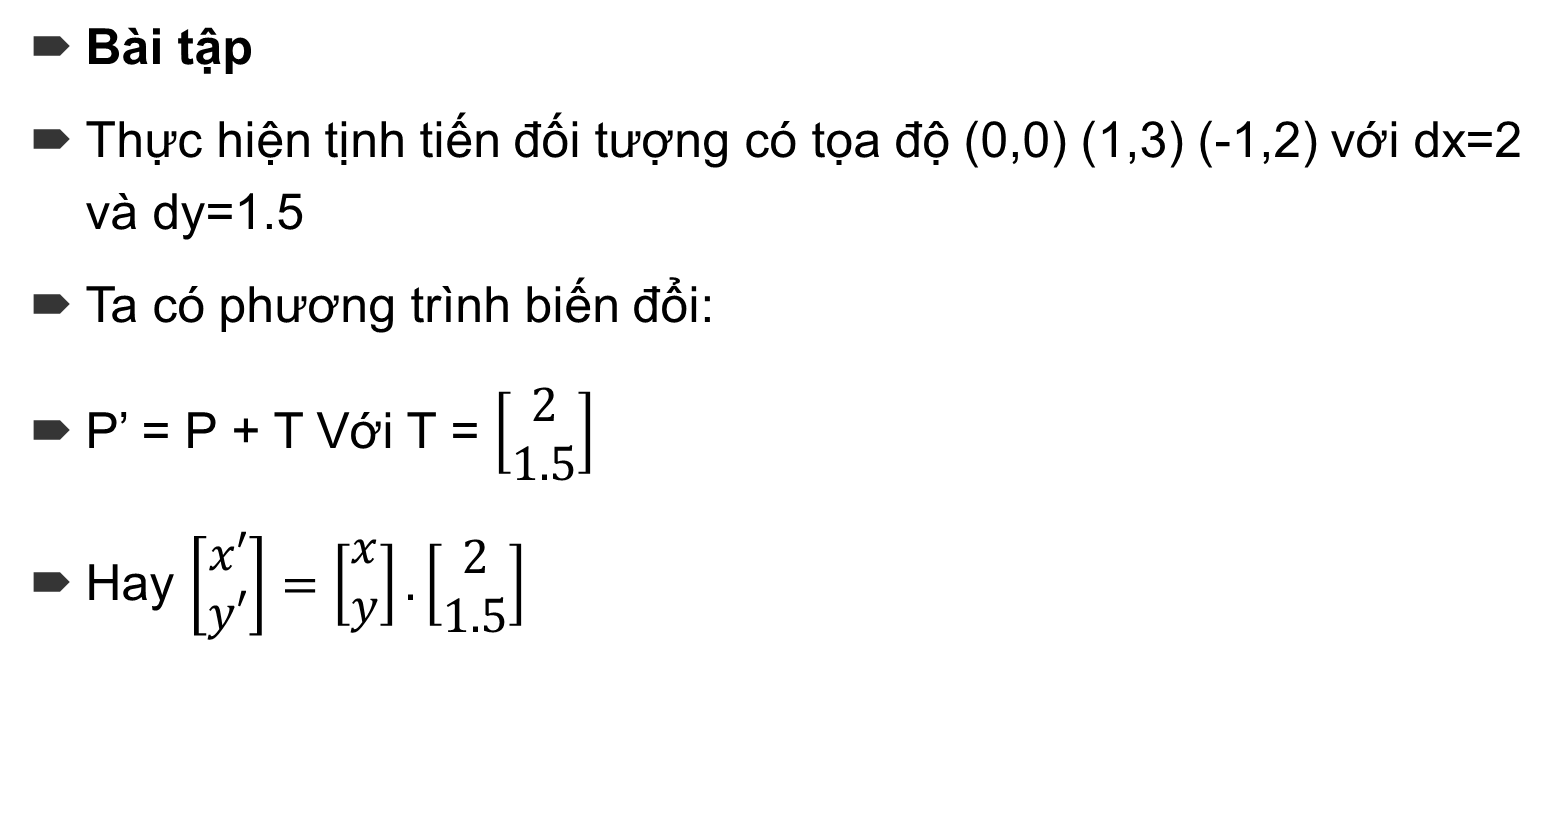 Bài tập
Thực hiện tịnh tiến đối tượng có tọa độ (0,0) (1,3) (-1,2) với dx=2
và dy=1.5
Ta có phương trình biến đổi:
P’ = P + T Với T = [2 1.5]
Hay [x′ y′] = [x y] . [2 1.5]